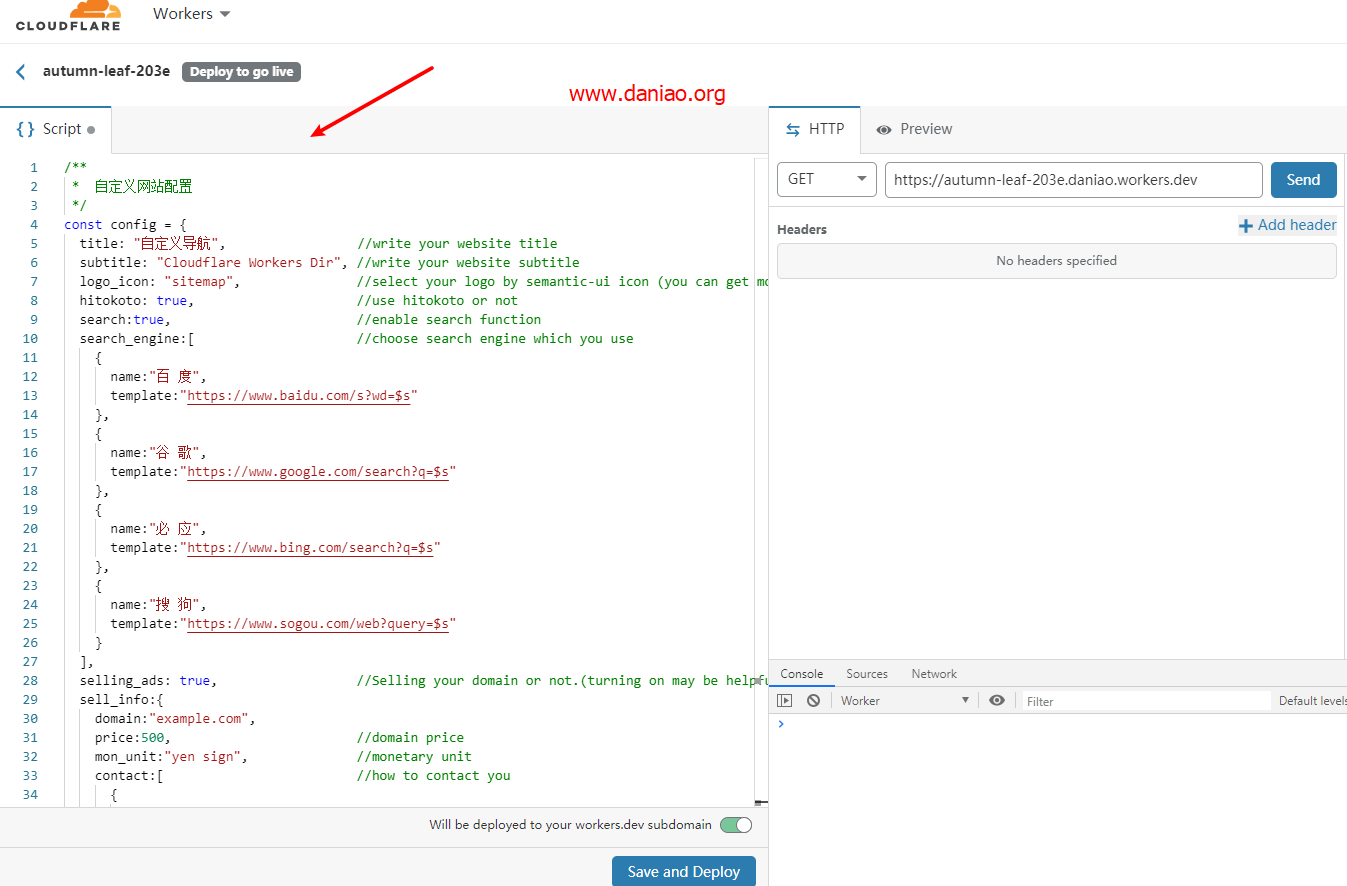 CLOUDFLARE
Workers
autumn-leaf-203e
Deploy to go live
www.daniao.org
{ } Script
HTTP
Preview
GET
https://autumn-leaf-203e.daniao.workers.dev
Send
Headers
Add header
No headers specified
1 /**
2 * 自定义网站配置
3 */
4 const config = {
5 title: "自定义导航", //write your website title
6 subtitle: "Cloudflare Workers Dir", //write your website subtitle
7 logo_icon: "sitemap", //select your logo by semantic-ui icon (you can get mo
8 hitokoto: true, //use hitokoto or not
9 search:true, //enable search function
10 search_engine:[ //choose search engine which you use
11 {
12 name:"百 度",
13 template:"https://www.baidu.com/s?wd=$s"
14 },
15 {
16 name:"谷 歌",
17 template:"https://www.google.com/search?q=$s"
18 },
19 {
20 name:"必 应",
21 template:"https://www.bing.com/search?q=$s"
22 },
23 {
24 name:"搜 狗",
25 template:"https://www.sogou.com/web?query=$s"
26 }
27 ],
28 selling_ads: true, //Selling your domain or not.(turning on may be helpfu
29 sell_info:{
30 domain:"example.com",
31 price:500, //domain price
32 mon_unit:"yen sign", //monetary unit
33 contact:[ //how to contact you
34 {
Will be deployed to your workers.dev subdomain
Save and Deploy
Console
Sources
Network
Worker
Filter
Default levels